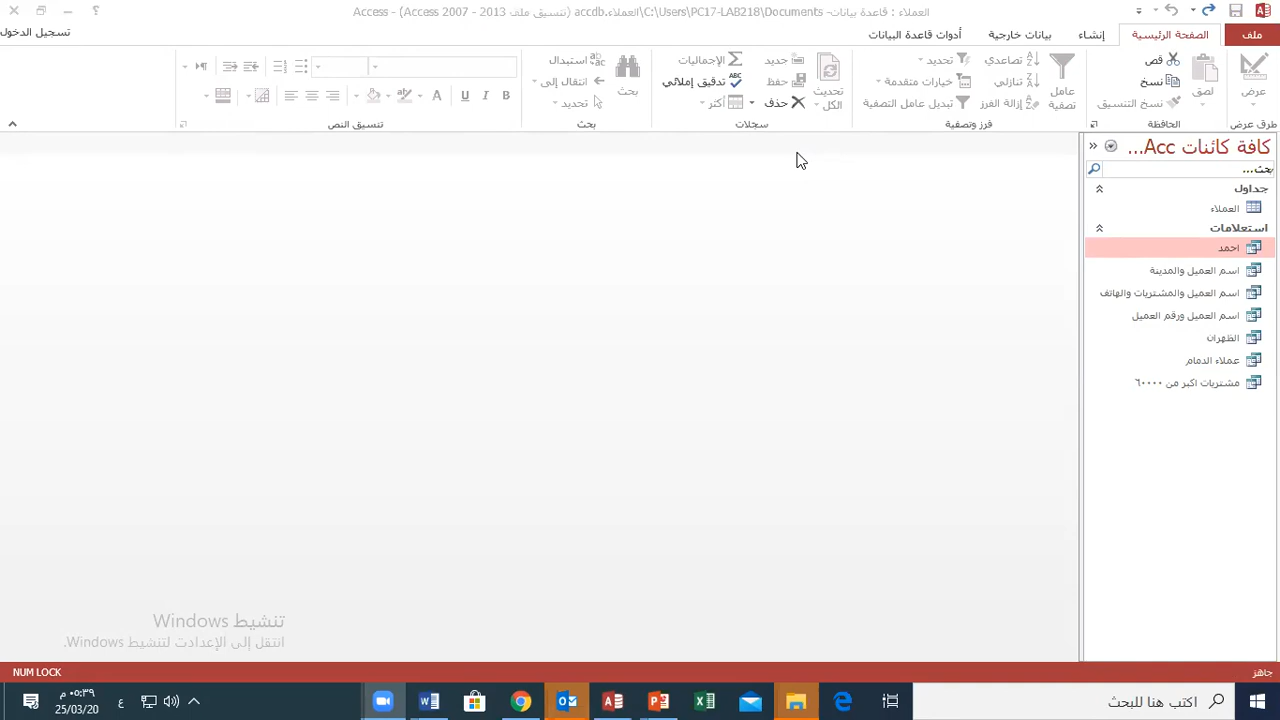 العملاء : قاعدة بيانات- C:\Users\PC17-LAB218\Documents\العملاء.accdb (تنسيق ملف Access 2007 - 2013) - Access
?
ملف
الصفحة الرئيسية
إنشاء
بيانات خارجية
أدوات قاعدة البيانات
تسجيل الدخول
عرض
طرق عرض
لصق
قص
نسخ
نسخ التنسيق
الحافظة
عامل تصفية
تصاعدي
تنازلي
إزالة الفرز
تحديد
خيارات متقدمة
تبديل عامل التصفية
فرز وتصفية
تحديث الكل
جديد
حفظ
حذف
الإجماليات
تدقيق إملائي
أكثر
سجلات
بحث
استبدال
انتقال إلى
تحديد
بحث
B I U
A
تنسيق النص
كافة كائنات Acc...
بحث...
جداول
العملاء
استعلامات
احمد
اسم العميل والمدينة
اسم العميل والمشتريات والهاتف
اسم العميل ورقم العميل
الظهران
عملاء الدمام
مشتريات اكبر من ٦٠٠٠٠
تنشيط Windows
انتقل إلى الإعدادت لتنشيط Windows.
جاهز
NUM LOCK
اكتب هنا للبحث
ع
٠٥:٣٩ م
25/03/20